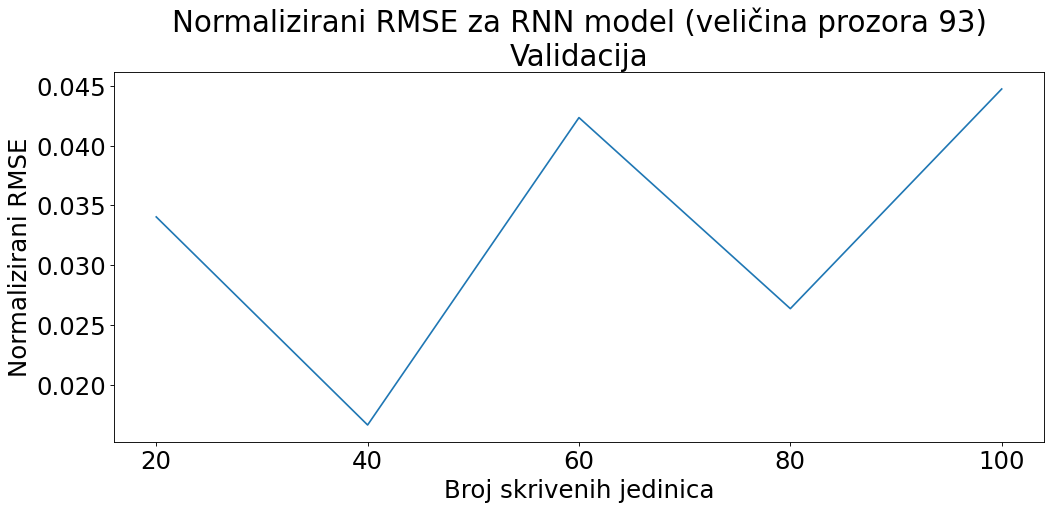 Normalizirani RMSE za RNN model (veličina prozora 93)
Validacija
Normalizirani RMSE
0.045
0.040
0.035
0.030
0.025
0.020
20 40 60 80 100
Broj skrivenih jedinica